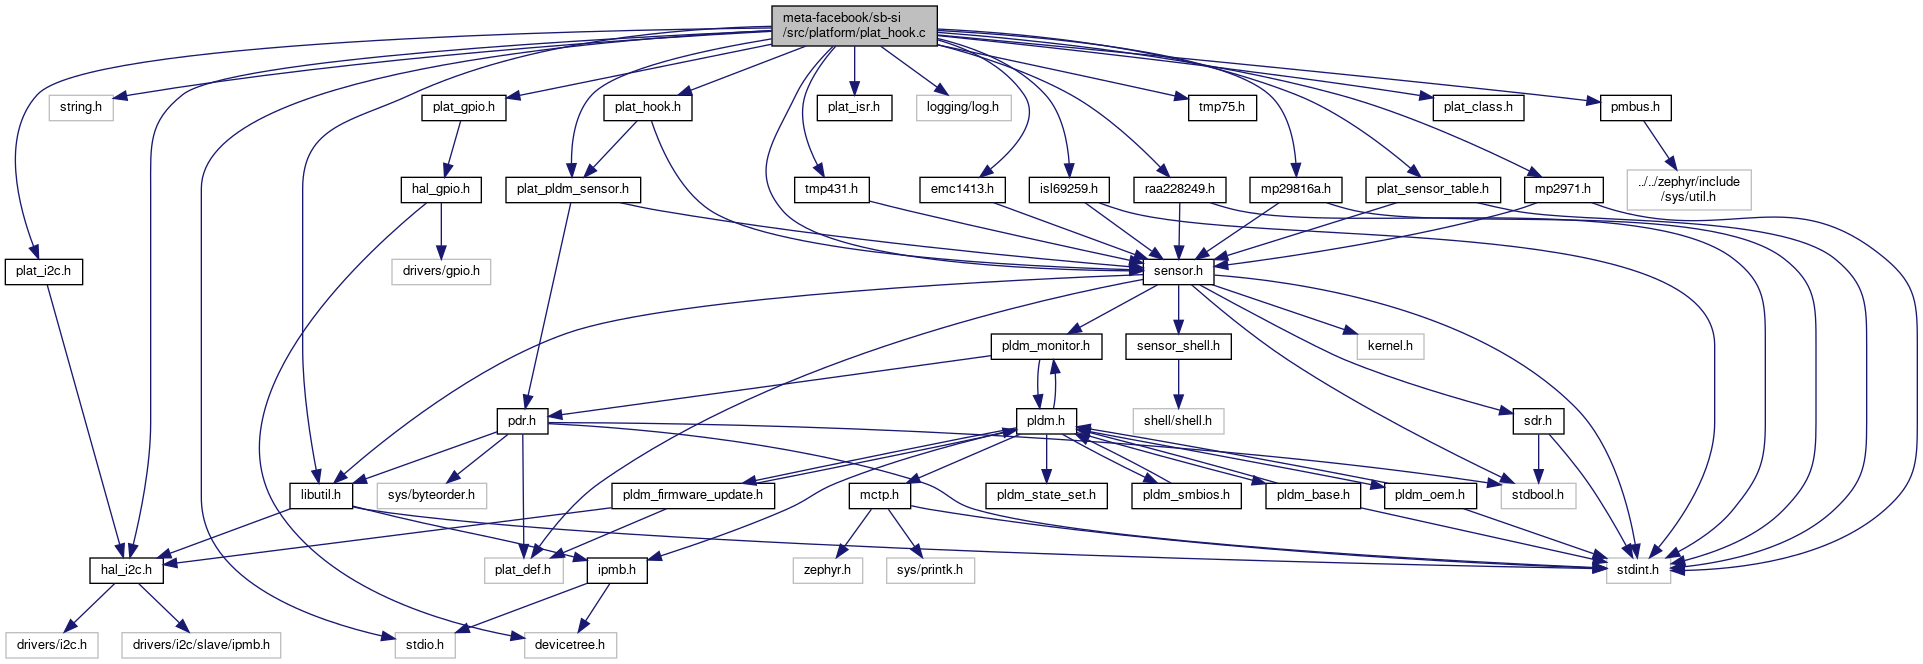 meta-facebook/sb-si
/src/platform/plat_hook.c
string.h
plat_gpio.h
plat_hook.h
plat_isr.h
logging/log.h
tmp75.h
plat_class.h
pmbus.h
hal_gpio.h
plat_pldm_sensor.h
tmp431.h
emc1413.h
isl69259.h
raa228249.h
mp29816a.h
plat_sensor_table.h
mp2971.h
../../zephyr/include
/sys/util.h
plat_i2c.h
drivers/gpio.h
sensor.h
pldm_monitor.h
sensor_shell.h
kernel.h
pdr.h
pldm.h
shell/shell.h
sdr.h
libutil.h
sys/byteorder.h
pldm_firmware_update.h
mctp.h
pldm_state_set.h
pldm_smbios.h
pldm_base.h
pldm_oem.h
stdbool.h
hal_i2c.h
plat_def.h
ipmb.h
zephyr.h
sys/printk.h
stdint.h
drivers/i2c.h
drivers/i2c/slave/ipmb.h
stdio.h
devicetree.h